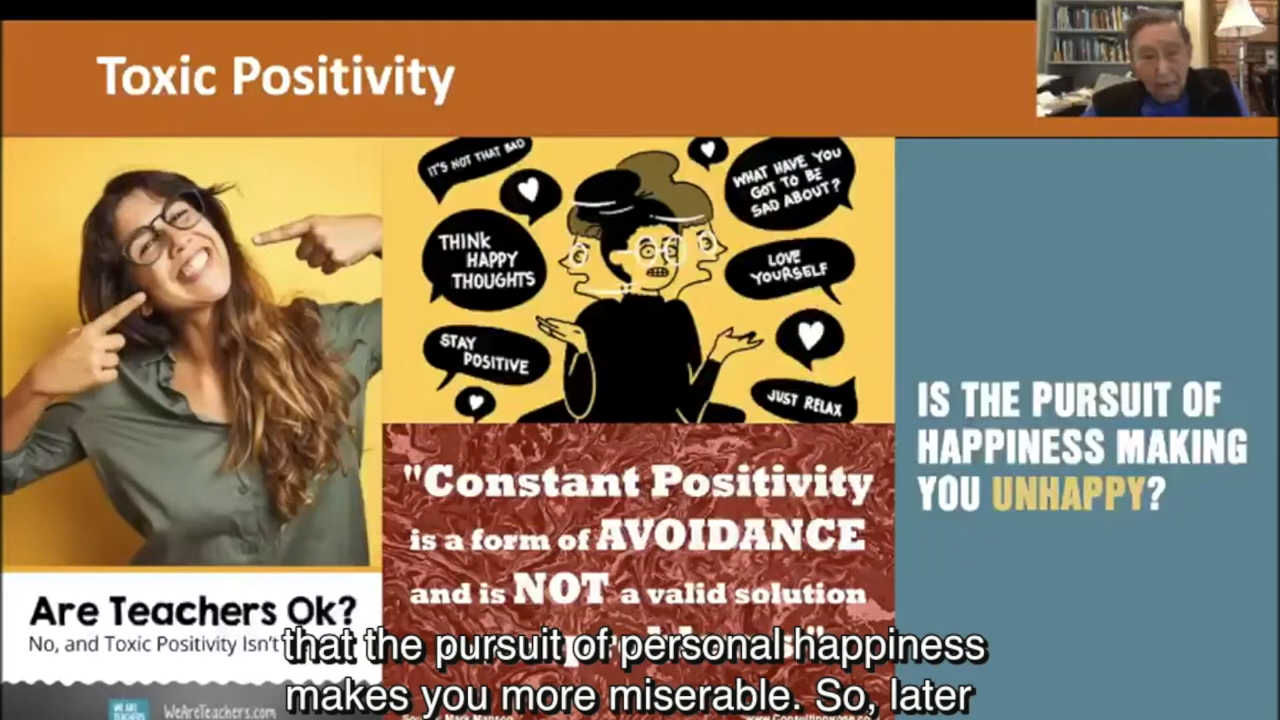 Toxic Positivity
IT'S NOT THAT BAD
THINK
HAPPY
THOUGHTS
STAY
POSITIVE
WHAT HAVE YOU
GOT TO BE
SAD ABOUT?
LOVE
YOURSELF
JUST RELAX
Are Teachers Ok?
No, and Toxic Positivity Isn't
WE ARE
TEACHERS
WeAreTeachers.com
"Constant Positivity
is a form of AVOIDANCE
and is NOT a valid solution
IS THE PURSUIT OF
HAPPINESS MAKING
YOU UNHAPPY?
that the pursuit of personal happiness
makes you more miserable. So, later